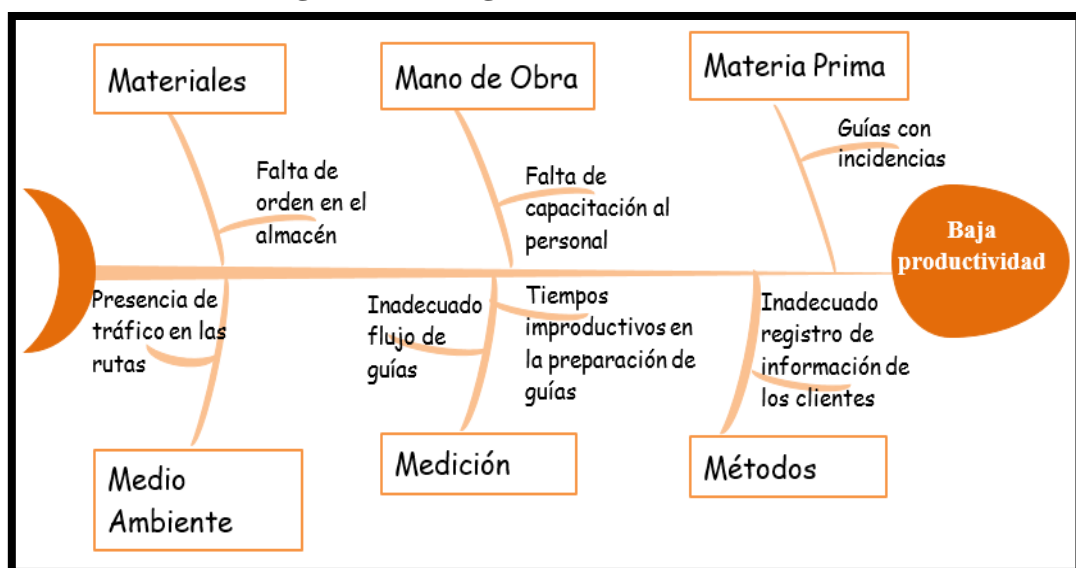 Materiales
Mano de Obra
Materia Prima
Guías con
incidencias
Falta de
orden en el
almacén
Falta de
capacitación al
personal
Baja
productividad
Presencia de
tráfico en las
rutas
Inadecuado
flujo de
guías
Tiempos
improductivos en
la preparación de
guías
Inadecuado
registro de
información de
los clientes
Medio
Ambiente
Medición
Métodos